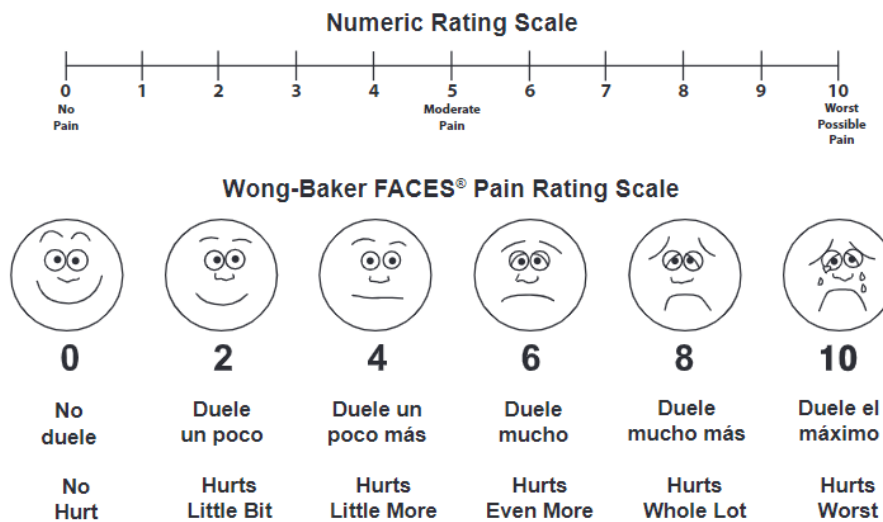 Numeric Rating Scale
0 1 2 3 4 5 6 7 8 9 10
No Moderate Worst
Pain Pain Possible
Pain
Wong-Baker FACES® Pain Rating Scale
0 2 4 6 8 10
No Duele Duele un Duele Duele Duele el
duele un poco poco más mucho mucho más máximo
No Hurts Hurts Hurts Hurts Hurts
Hurt Little Bit Little More Even More Whole Lot Worst